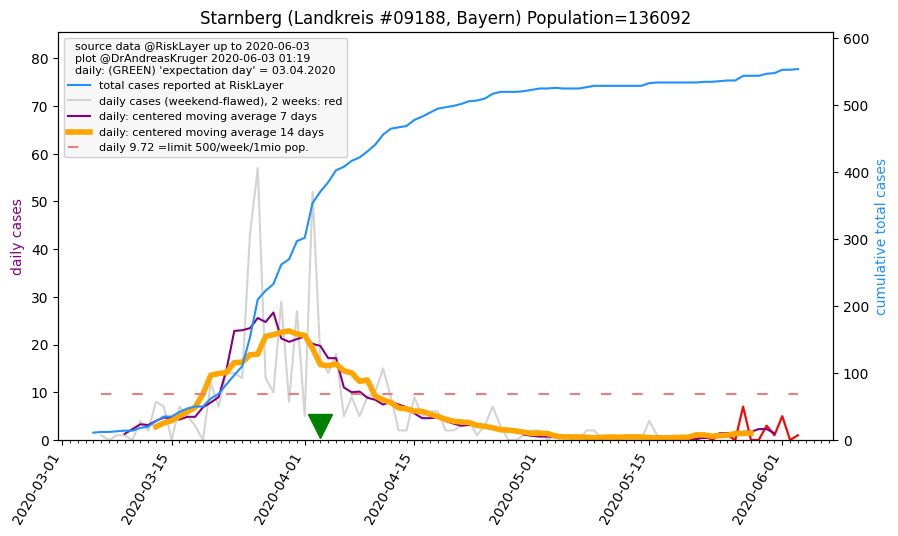 Starnberg (Landkreis #09188, Bayern) Population=136092
source data @RiskLayer up to 2020-06-03
plot @DrAndreasKruger 2020-06-03 01:19
daily: (GREEN) 'expectation day' = 03.04.2020
total cases reported at RiskLayer
daily cases (weekend-flawed), 2 weeks: red
daily: centered moving average 7 days
daily: centered moving average 14 days
daily 9.72 =limit 500/week/1mio pop.
daily cases
80
70
60
50
40
30
20
10
0
cumulative total cases
600
500
400
300
200
100
0
2020-03-01
2020-03-15
2020-04-01
2020-04-15
2020-05-01
2020-05-15
2020-06-01